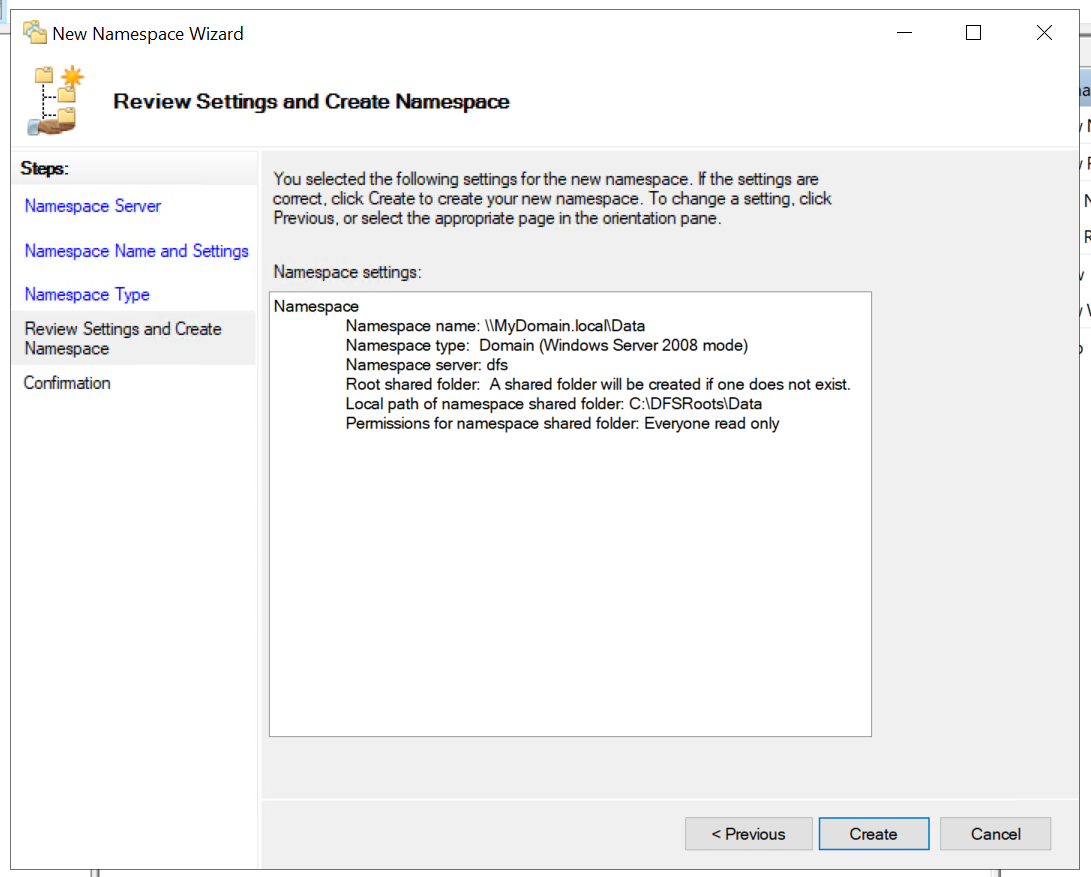 New Namespace Wizard
Review Settings and Create Namespace
Steps:
Namespace Server
Namespace Name and Settings
Namespace Type
Review Settings and Create
Namespace
Confirmation
You selected the following settings for the new namespace. If the settings are
correct, click Create to create your new namespace. To change a setting, click
Previous, or select the appropriate page in the orientation pane.
Namespace settings:
Namespace
Namespace name: \\MyDomain.local\Data
Namespace type:  Domain (Windows Server 2008 mode)
Namespace server: dfs
Root shared folder:  A shared folder will be created if one does not exist.
Local path of namespace shared folder: C:\DFSRoots\Data
Permissions for namespace shared folder: Everyone read only
< Previous
Create
Cancel